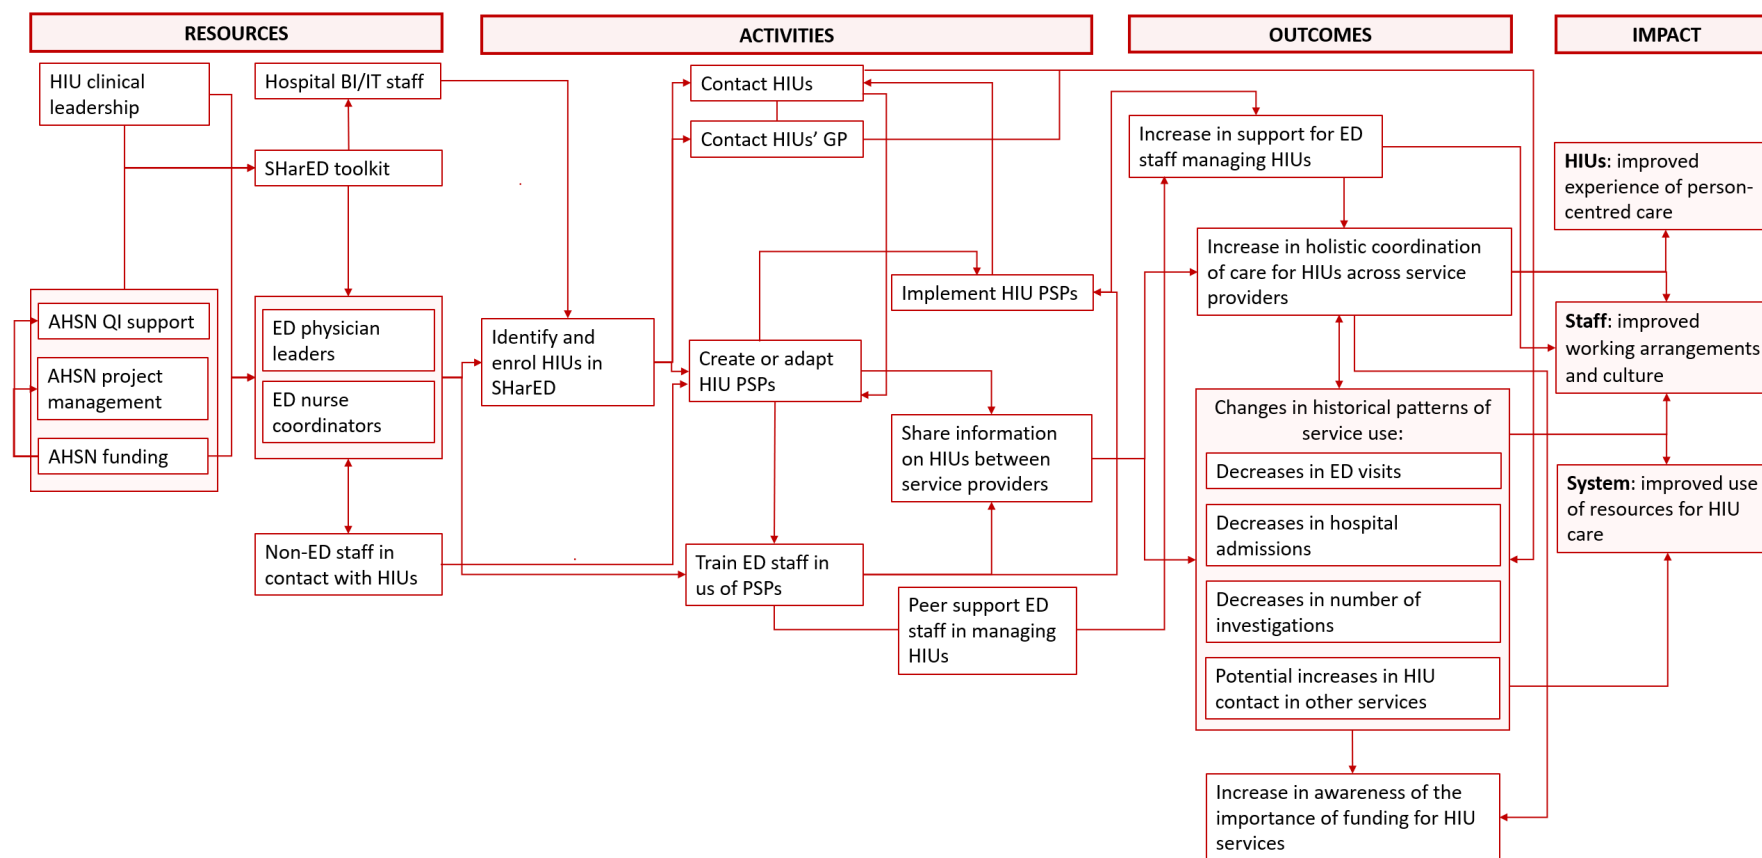 RESOURCES
ACTIVITIES
OUTCOMES
IMPACT
HIU clinical
leadership
Hospital BI/IT staff
SHarED toolkit
AHSN QI support
AHSN project
management
AHSN funding
ED physician
leaders
ED nurse
coordinators
Non-ED staff in
contact with HIUs
Identify and
enrol HIUs in
SHarED
Contact HIUs
Contact HIUs’ GP
Implement HIU PSPs
Create or adapt
HIU PSPs
Share information
on HIUs between
service providers
Train ED staff in
us of PSPs
Peer support ED
staff in managing
HIUs
Increase in support for ED
staff managing HIUs
Increase in holistic coordination
of care for HIUs across service
providers
Changes in historical patterns of
service use:
Decreases in ED visits
Decreases in hospital
admissions
Decreases in number of
investigations
Potential increases in HIU
contact in other services
Increase in awareness of the
importance of funding for HIU
services
HIUs: improved
experience of person-
centred care
Staff: improved
working arrangements
and culture
System: improved use
of resources for HIU
care